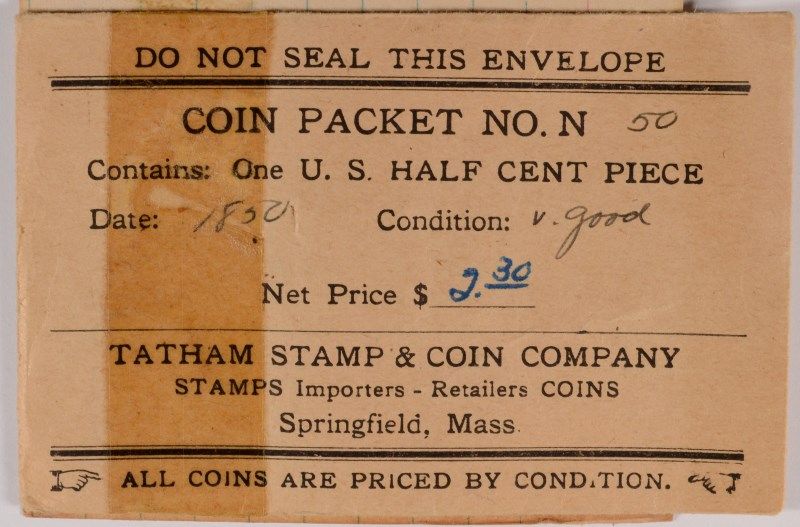 DO NOT SEAL THIS ENVELOPE
COIN PACKET NO. N 50
Contains: One U. S. HALF CENT PIECE
Date: 1850 Condition: v. good
Net Price $ 2.30
TATHAM STAMP & COIN COMPANY
STAMPS Importers - Retailers COINS
Springfield, Mass.
ALL COINS ARE PRICED BY CONDITION.